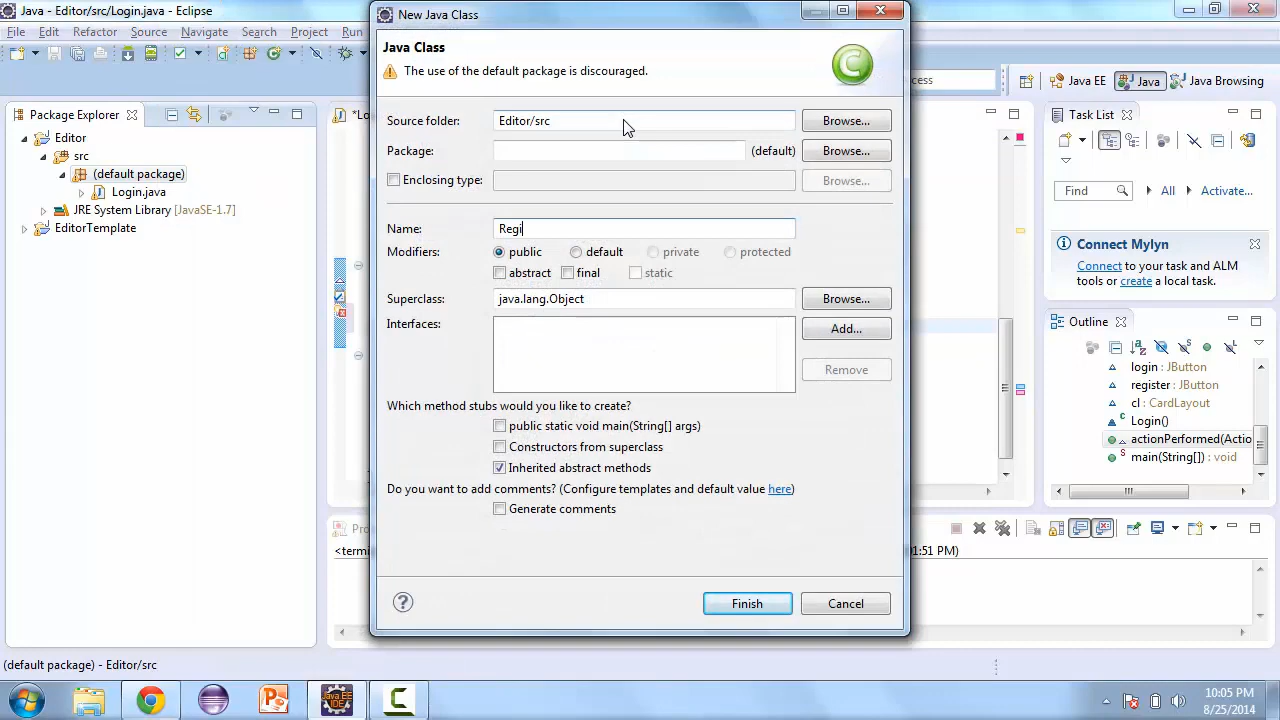 Java - Editor/src/Login.java - Eclipse
File Edit Refactor Source Navigate Search Project Run
New Java Class
Java Class
The use of the default package is discouraged.
Source folder: Editor/src Browse...
Package: (default) Browse...
Enclosing type: Browse...
Name: Regi
Modifiers: public default private protected
abstract final static
Superclass: java.lang.Object Browse...
Interfaces: Add...
Remove
Which method stubs would you like to create?
public static void main(String[] args)
Constructors from superclass
Inherited abstract methods
Do you want to add comments? (Configure templates and default value here)
Generate comments
Finish Cancel
Package Explorer
Editor
src
(default package)
Login.java
JRE System Library [JavaSE-1.7]
EditorTemplate
Java EE Java Java Browsing
Task List
Find All Activate...
Connect Mylyn
Connect to your task and ALM
tools or create a local task.
Outline
login : JButton
register : JButton
cl : CardLayout
Login()
actionPerformed(Actio
main(String[]) : void
(default package) - Editor/src
10:05 PM
8/25/2014